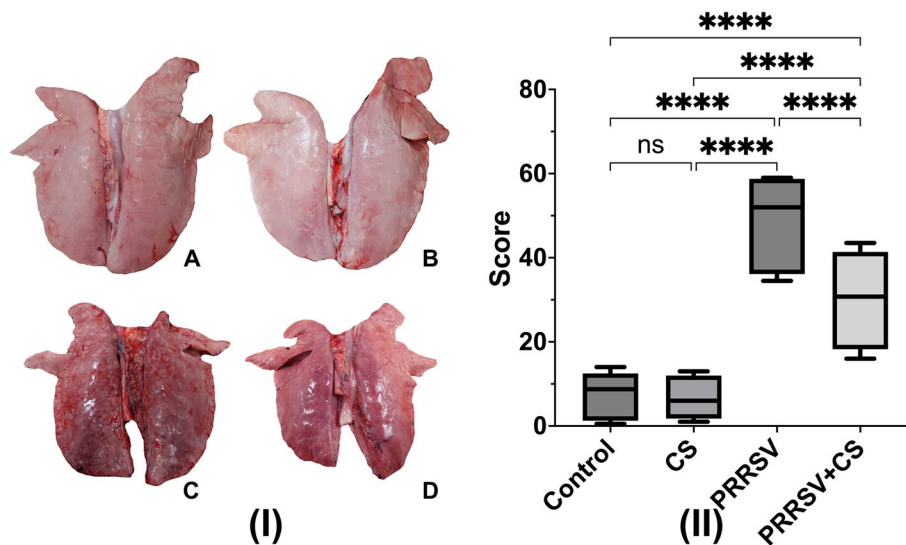 A
B
C
D
(I)
****
****
****
****
ns
****
80
60
40
20
0
Score
Control
CS
PRRSV
PRRSV+CS
(II)